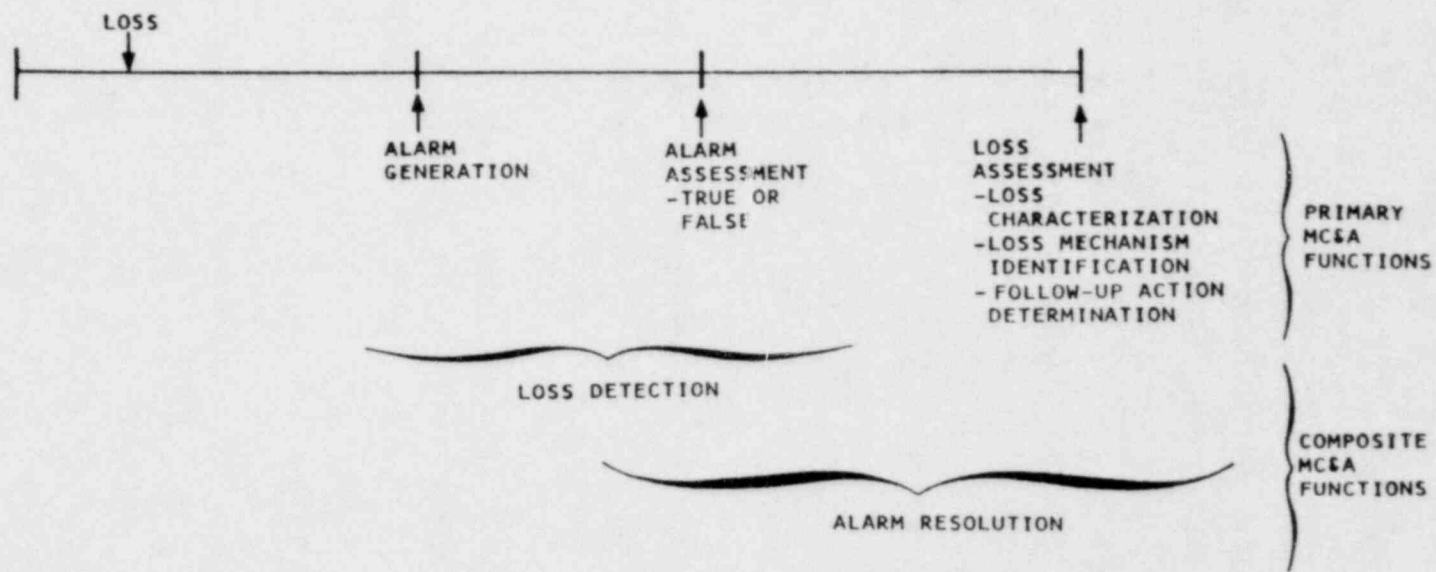 LOSS
ALARM
GENERATION
ALARM
ASSESSMENT
-TRUE OR
FALSE
LOSS
ASSESSMENT
-LOSS
CHARACTERIZATION
-LOSS MECHANISM
IDENTIFICATION
-FOLLOW-UP ACTION
DETERMINATION
PRIMARY
MC&A
FUNCTIONS
LOSS DETECTION
COMPOSITE
MC&A
FUNCTIONS
ALARM RESOLUTION